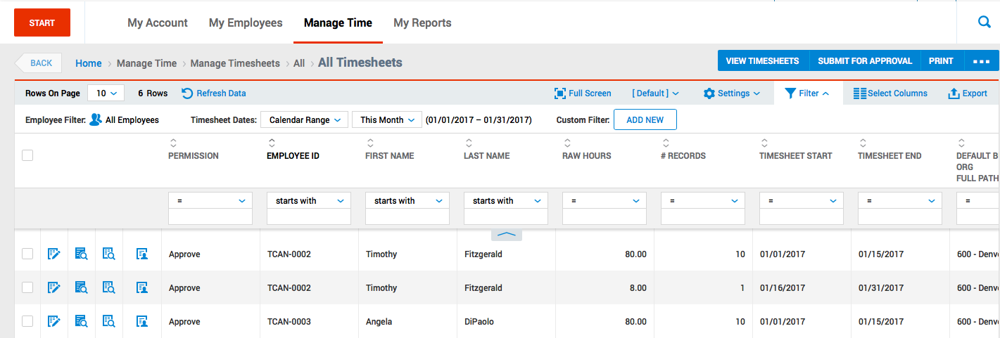 START My Account My Employees Manage Time My Reports
BACK Home › Manage Time › Manage Timesheets › All › All Timesheets VIEW TIMESHEETS SUBMIT FOR APPROVAL PRINT
Rows On Page 10 6 Rows Refresh Data Full Screen [ Default ] Settings Filter Select Columns Export
Employee Filter: All Employees Timesheet Dates: Calendar Range This Month (01/01/2017 – 01/31/2017) Custom Filter: ADD NEW
PERMISSION EMPLOYEE ID FIRST NAME LAST NAME RAW HOURS # RECORDS TIMESHEET START TIMESHEET END DEFAULT B
ORG
FULL PATH
= starts with starts with starts with = = = = =
Approve TCAN-0002 Timothy Fitzgerald 80.00 10 01/01/2017 01/15/2017 600 - Denv
Approve TCAN-0002 Timothy Fitzgerald 8.00 1 01/16/2017 01/31/2017 600 - Denv
Approve TCAN-0003 Angela DiPaolo 80.00 10 01/01/2017 01/15/2017 600 - Denv